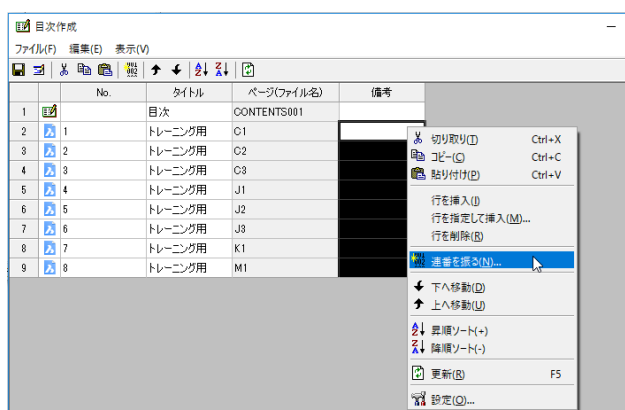 目次作成
ファイル(F) 編集(E) 表示(V)
No. タイトル ページ(ファイル名) 備考
1 目次 CONTENTS001
2 1 トレーニング用 C1
3 2 トレーニング用 C2
4 3 トレーニング用 C3
5 4 トレーニング用 J1
6 5 トレーニング用 J2
7 6 トレーニング用 J3
8 7 トレーニング用 K1
9 8 トレーニング用 M1
切り取り(T) Ctrl+X
コピー(C) Ctrl+C
貼り付け(P) Ctrl+V
行を挿入(I)
行を指定して挿入(M)...
行を削除(R)
連番を振る(N)...
下へ移動(D)
上へ移動(U)
昇順ソート(+)
降順ソート(-)
更新(R) F5
設定(O)...